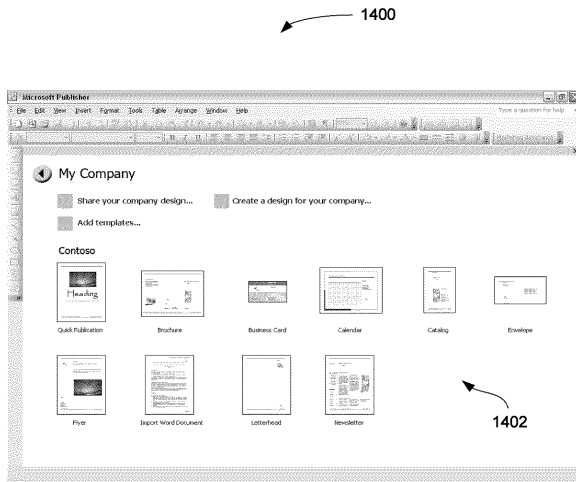 1400
Microsoft Publisher
File Edit View Insert Format Tools Table Arrange Window Help
Type a question for help
My Company
Share your company design... Create a design for your company...
Add templates...
Contoso
Heading
Quick Publication Brochure Business Card Calendar Catalog Envelope
Flyer Import Word Document Letterhead Newsletter
1402